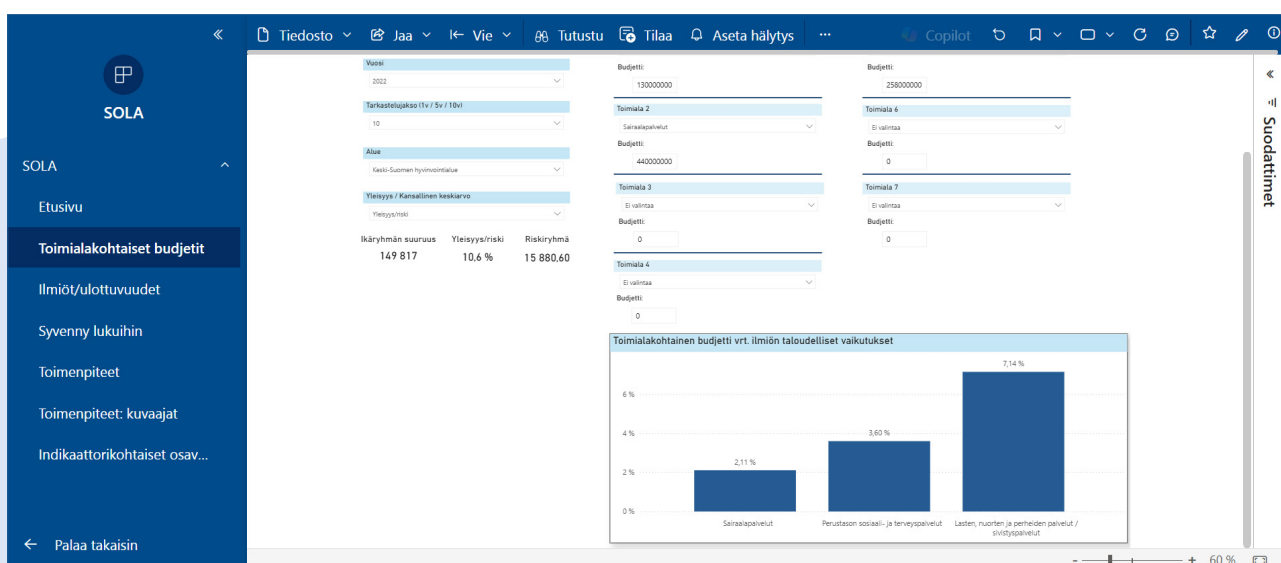 Tiedosto
Jaa
Vie
Tutustu
Tilaa
Aseta hälytys
...
Copilot
SOLA
SOLA
Etusivu
Toimialakohtaiset budjetit
Ilmiöt/ulottuvuudet
Syvenny lukuihin
Toimenpiteet
Toimenpiteet: kuvaajat
Indikaattorikohtaiset osav...
Palaa takaisin
Vuosi
2022
Tarkastelujakso (1v / 5v / 10v)
10
Alue
Keski-Suomen hyvinvointialue
Yleisyys / Kansallinen keskiarvo
Yleisyys/riski
Ikäryhmän suuruus Yleisyys/riski Riskiryhmä
149 817 10,6 % 15 880,60
Budjetti:
130000000
Toimiala 2
Sairaalapalvelut
Budjetti:
440000000
Toimiala 3
Ei valintaa
Budjetti:
0
Toimiala 4
Ei valintaa
Budjetti:
0
Budjetti:
258000000
Toimiala 6
Ei valintaa
Budjetti:
0
Toimiala 7
Ei valintaa
Budjetti:
0
Toimialakohtainen budjetti vrt. ilmiön taloudelliset vaikutukset
6 %
4 %
2 %
0 %
2,11 %
3,60 %
7,14 %
Sairaalapalvelut
Perustason sosiaali- ja terveyspalvelut
Lasten, nuorten ja perheiden palvelut /
sivistyspalvelut
Suodattimet
- + 60 %